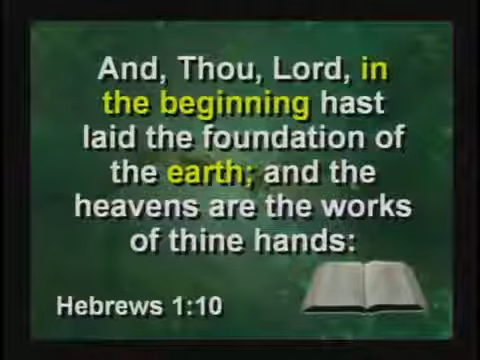 And, Thou, Lord, in
the beginning hast
laid the foundation of
the earth; and the
heavens are the works
of thine hands:
Hebrews 1:10